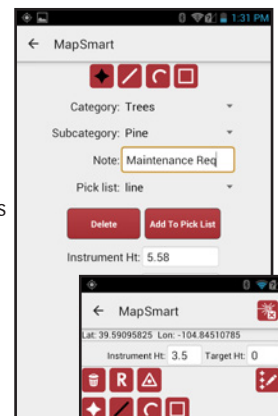 1:31 PM
← MapSmart
Category: Trees
Subcategory: Pine
Note: Maintenance Req
s
Pick list: line
Delete
Add To Pick List
Instrument Ht: 5.58
← MapSmart
Lat: 39.59095825 Lon: -104.84510785
Instrument Ht: 3.5 Target Ht: 0
R